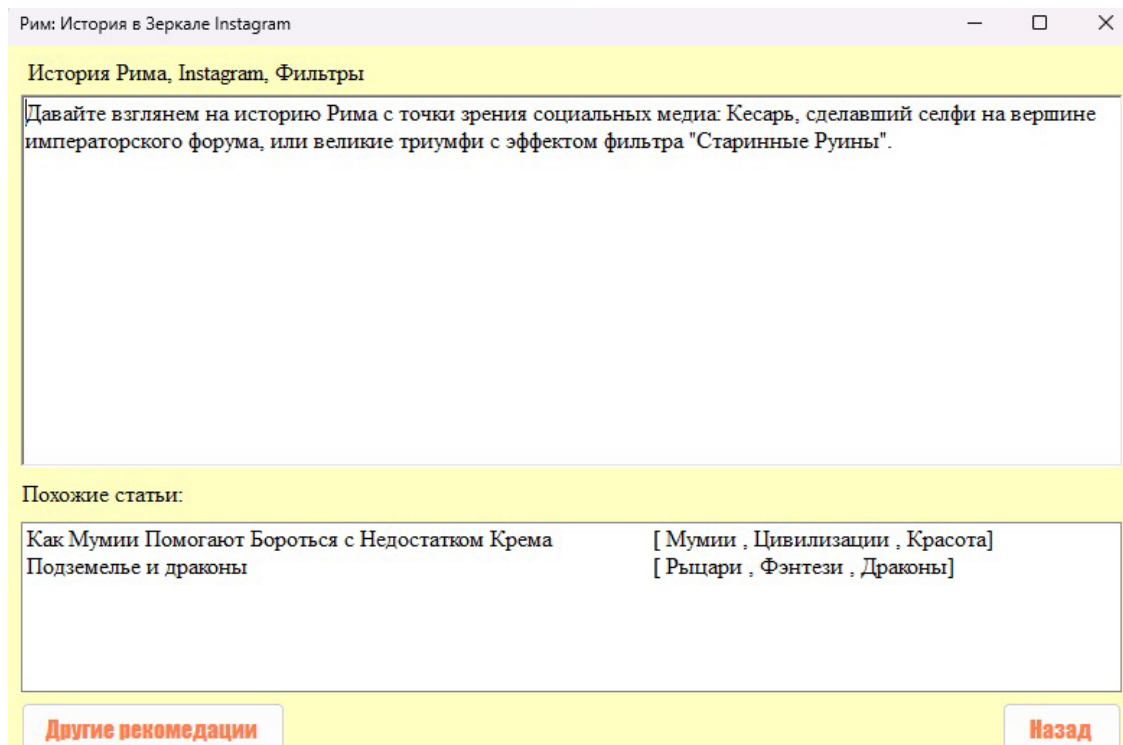 Рим: История в Зеркале Instagram
История Рима, Instagram, Фильтры
Давайте взглянем на историю Рима с точки зрения социальных медиа: Кесарь, сделавший селфи на вершине
императорского форума, или великие триумфи с эффектом фильтра "Старинные Руины".
Похожие статьи:
Как Мумии Помогают Бороться с Недостатком Крема [ Мумии , Цивилизации , Красота]
Подземелье и драконы [ Рыцари , Фэнтези , Драконы]
Другие рекомедации Назад